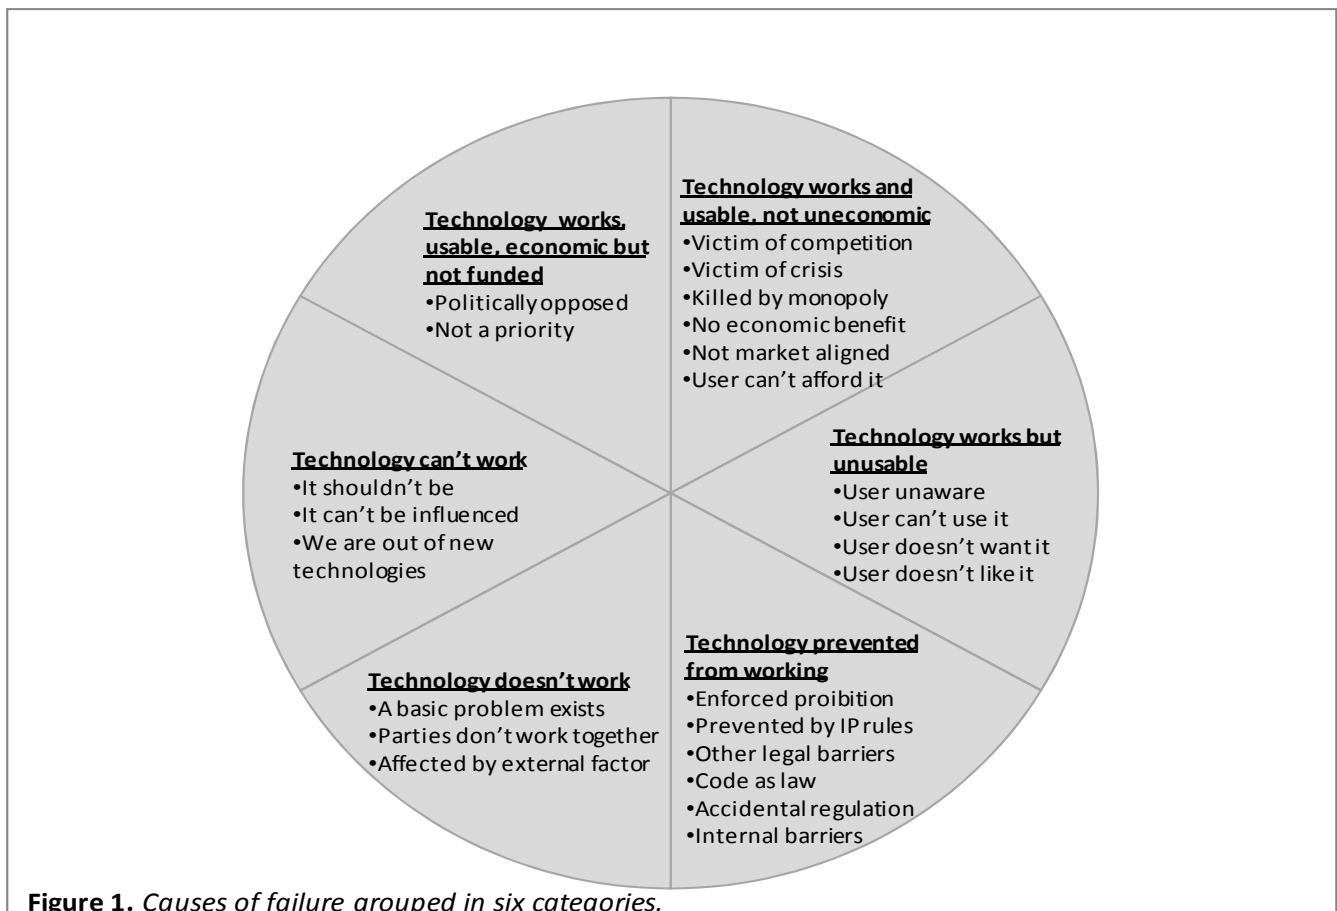 Technology works and
usable, not uneconomic
•Victim of competition
•Victim of crisis
•Killed by monopoly
•No economic benefit
•Not market aligned
•User can’t afford it
Technology works but
unusable
•User unaware
•User can’t use it
•User doesn’t want it
•User doesn’t like it
Technology prevented
from working
•Enforced proibition
•Prevented by IP rules
•Other legal barriers
•Code as law
•Accidental regulation
•Internal barriers
Technology doesn’t work
•A basic problem exists
•Parties don’t work together
•Affected by external factor
Technology can’t work
•It shouldn’t be
•It can’t be influenced
•We are out of new
technologies
Technology works,
usable, economic but
not funded
•Politically opposed
•Not a priority
Figure 1. Causes of failure grouped in six categories.